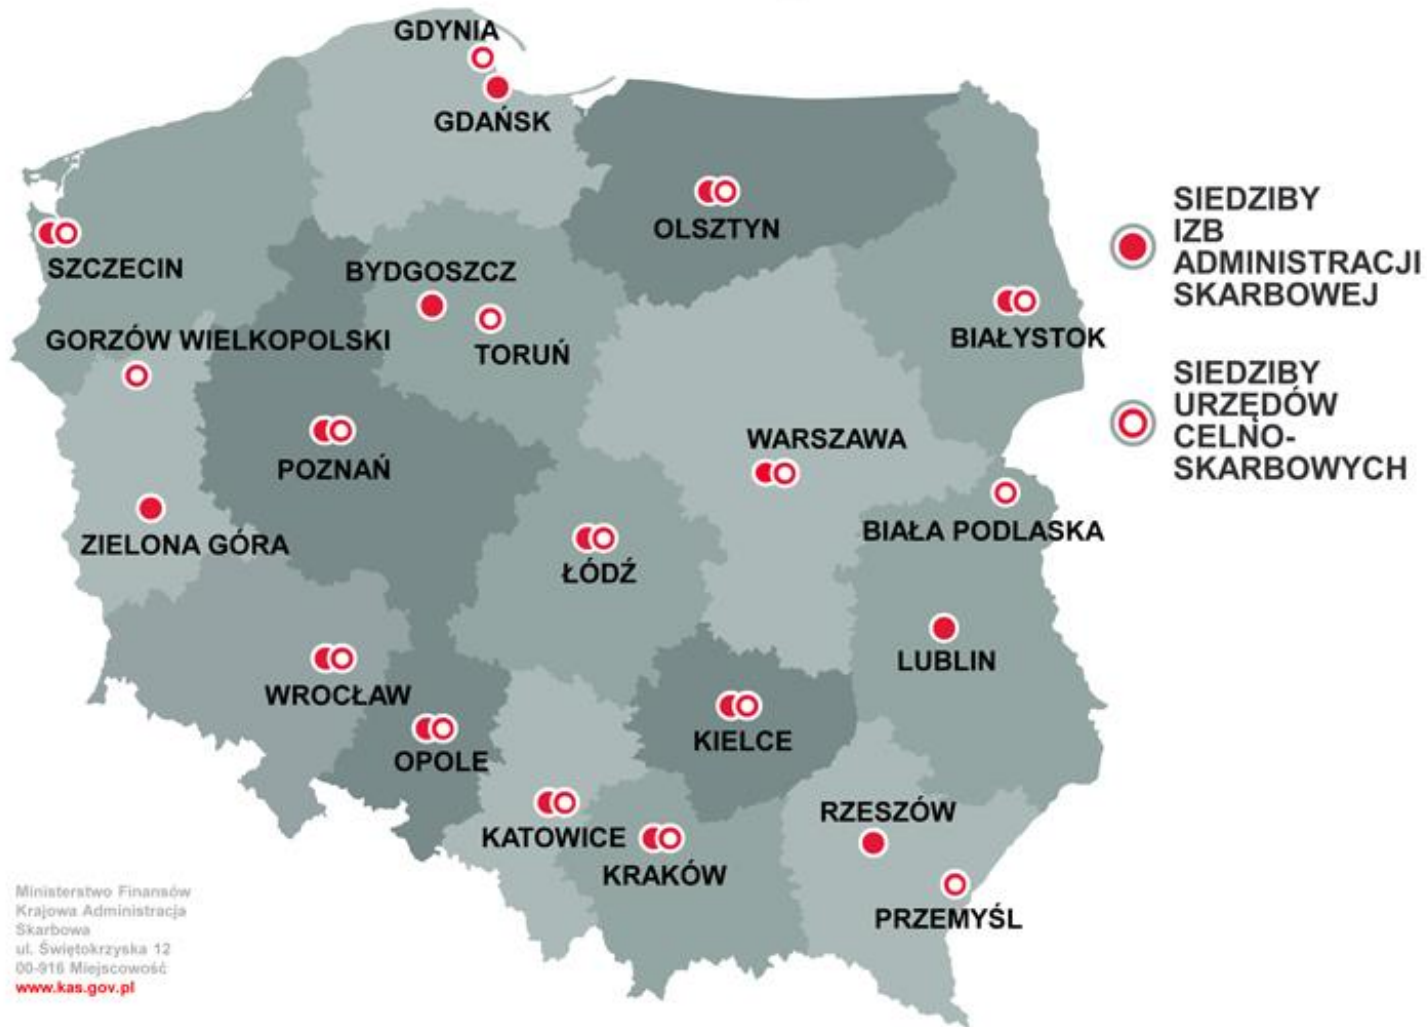 GDYNIA
GDAŃSK
OLSZTYN
SZCZECIN
BYDGOSZCZ
TORUŃ
BIAŁYSTOK
GORZÓW WIELKOPOLSKI
POZNAŃ
WARSZAWA
ZIELONA GÓRA
ŁÓDŹ
BIAŁA PODLASKA
LUBLIN
WROCŁAW
OPOLE
KIELCE
KATOWICE
KRAKÓW
RZESZÓW
PRZEMYŚL
SIEDZIBY
IZB
ADMINISTRACJI
SKARBOWEJ
SIEDZIBY
URZĘDÓW
CELNO-
SKARBOWYCH
Ministerstwo Finansów
Krajowa Administracja
Skarbowa
ul. Świętokrzyska 12
00-916 Miejscowość
www.kas.gov.pl